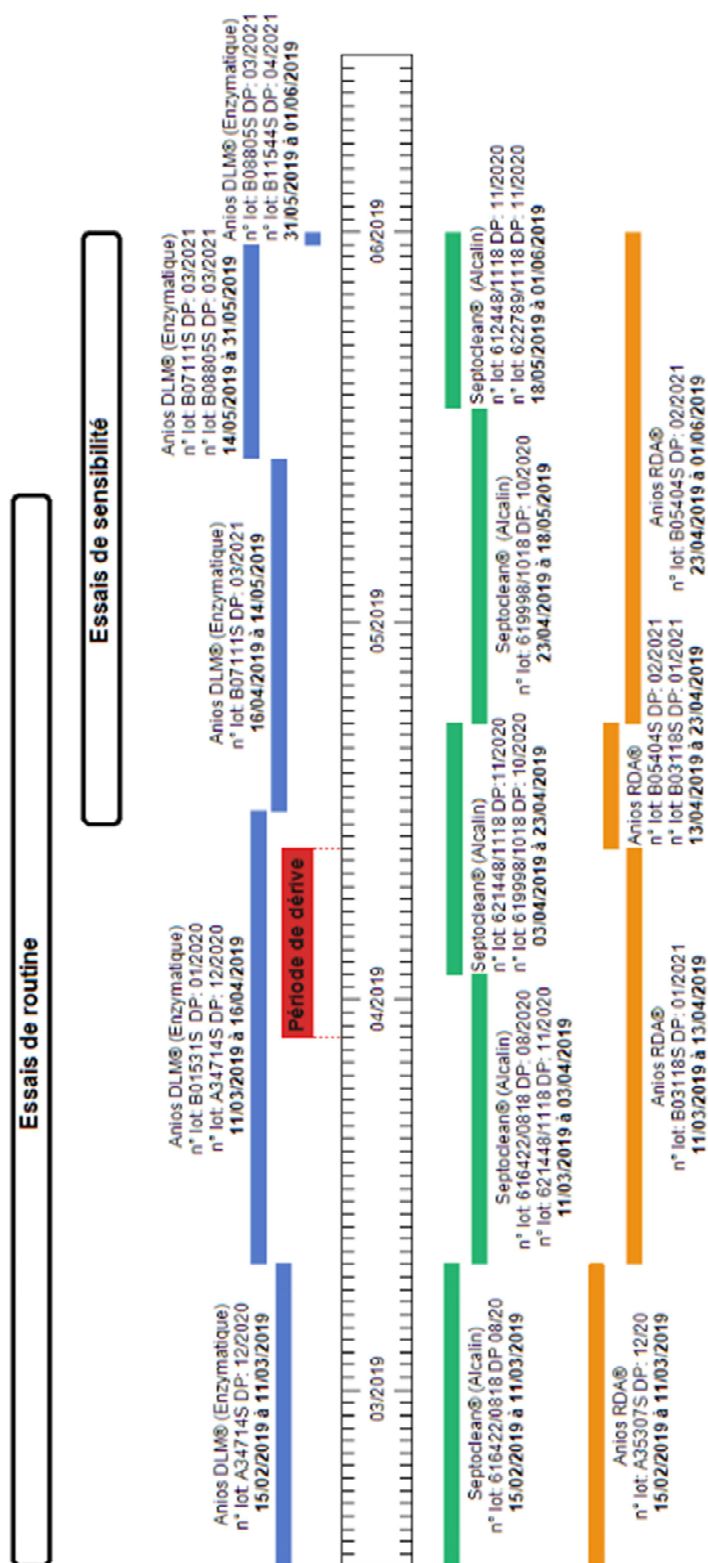 Essais de routine
Essais de sensibilité
Anios DLM® (Enzymatique)
n° lot: A34714S DP: 12/2020
15/02/2019 à 11/03/2019
Anios DLM® (Enzymatique)
n° lot: B01531S DP: 01/2020
n° lot: A34714S DP: 12/2020
11/03/2019 à 16/04/2019
Anios DLM® (Enzymatique)
n° lot: B07111S DP: 03/2021
16/04/2019 à 14/05/2019
Anios DLM® (Enzymatique)
n° lot: B07111S DP: 03/2021
n° lot: B08805S DP: 03/2021
14/05/2019 à 31/05/2019
Anios DLM® (Enzymatique)
n° lot: B08805S DP: 03/2021
n° lot: B11544S DP: 04/2021
31/05/2019 à 01/06/2019
Période de dérive
03/2019
04/2019
05/2019
06/2019
Septoclean® (Alcalin)
n° lot: 616422/0818 DP 08/20
15/02/2019 à 11/03/2019
Septoclean® (Alcalin)
n° lot: 616422/0818 DP: 08/2020
n° lot: 621448/1118 DP: 11/2020
11/03/2019 à 03/04/2019
Septoclean® (Alcalin)
n° lot: 621448/1118 DP:11/2020
n° lot: 619998/1018 DP: 10/2020
03/04/2019 à 23/04/2019
Septoclean® (Alcalin)
n° lot: 619998/1018 DP: 10/2020
23/04/2019 à 18/05/2019
Septoclean® (Alcalin)
n° lot: 612448/1118 DP: 11/2020
n° lot: 622789/1118 DP: 11/2020
18/05/2019 à 01/06/2019
Anios RDA®
n° lot: A35307S DP: 12/20
15/02/2019 à 11/03/2019
Anios RDA®
n° lot: B03118S DP: 01/2021
11/03/2019 à 13/04/2019
Anios RDA®
n° lot: B05404S DP: 02/2021
n° lot: B03118S DP: 01/2021
13/04/2019 à 23/04/2019
Anios RDA®
n° lot: B05404S DP: 02/2021
23/04/2019 à 01/06/2019